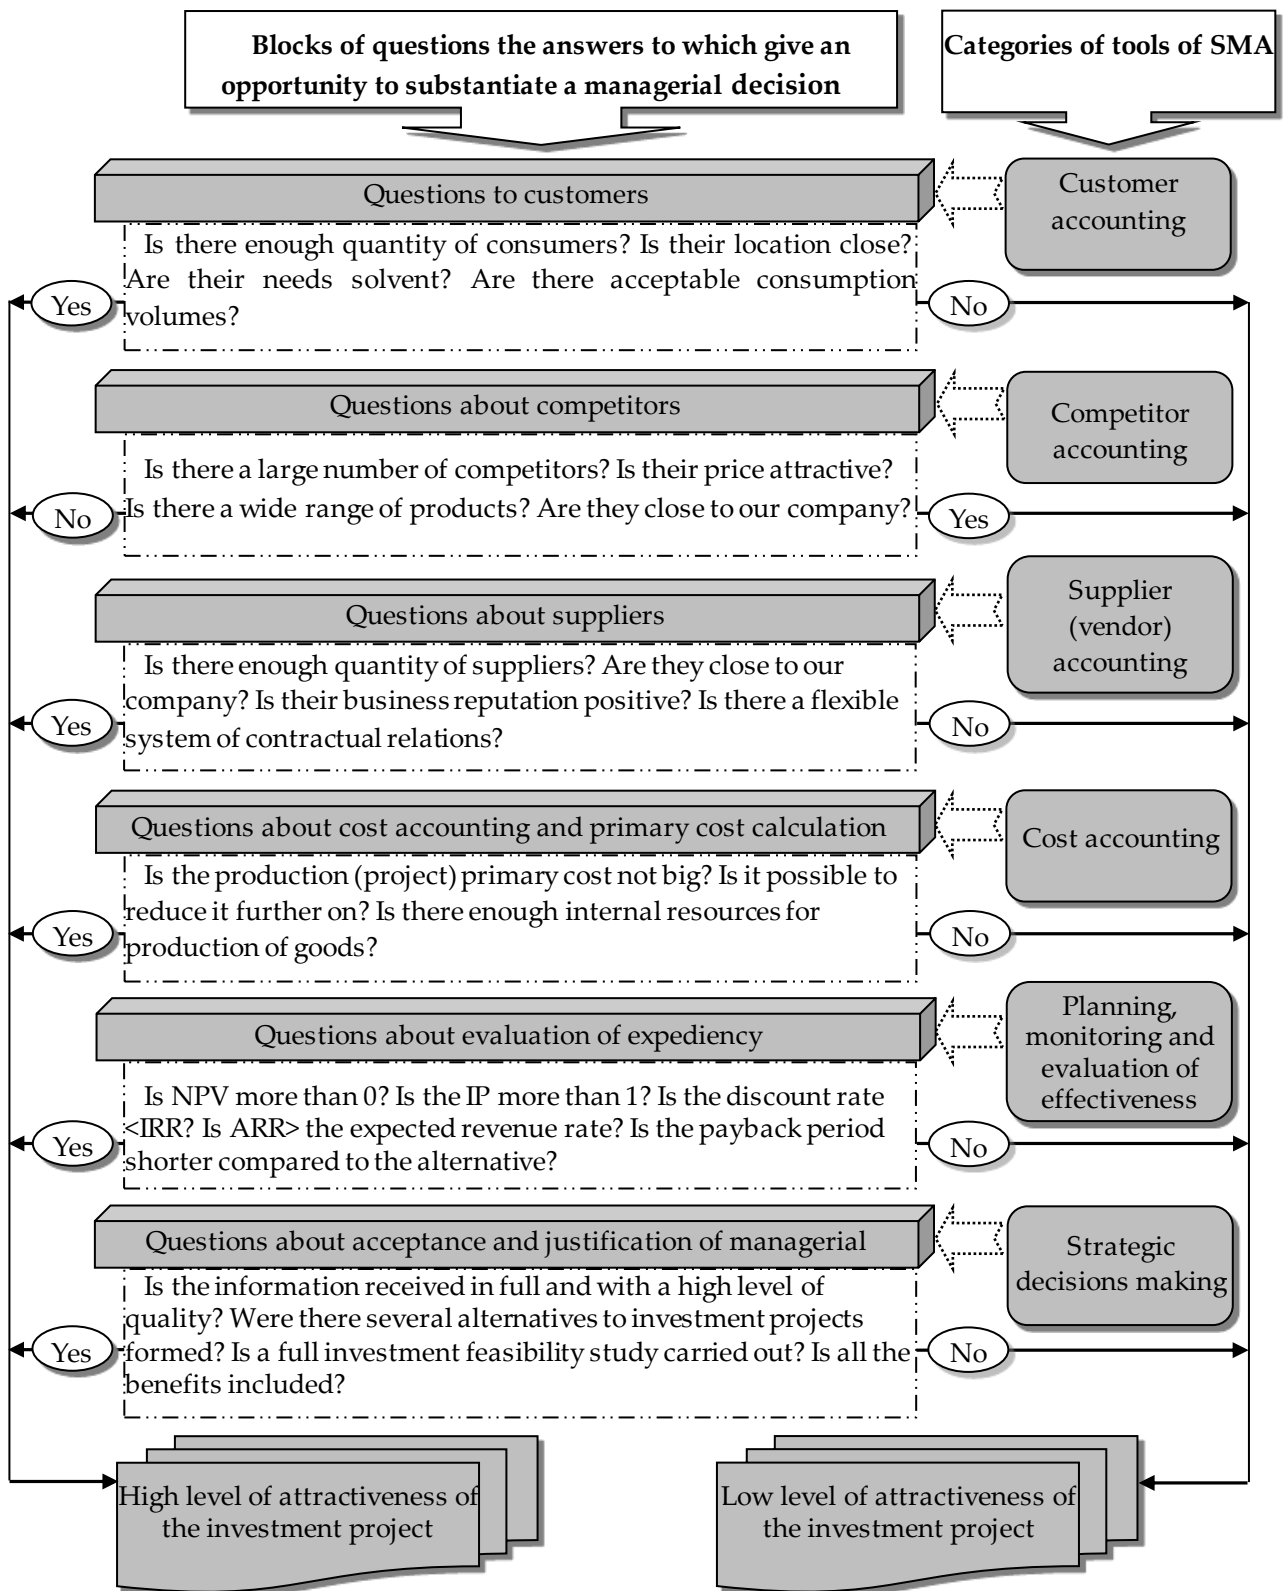 Blocks of questions the answers to which give an
opportunity to substantiate a managerial decision
Categories of tools of SMA
Questions to customers
Customer
accounting
Is there enough quantity of consumers? Is their location close?
Are their needs solvent? Are there acceptable consumption
volumes?
Yes
No
Questions about competitors
Competitor
accounting
Is there a large number of competitors? Is their price attractive?
Is there a wide range of products? Are they close to our company?
No
Yes
Questions about suppliers
Supplier
(vendor)
accounting
Is there enough quantity of suppliers? Are they close to our
company? Is their business reputation positive? Is there a flexible
system of contractual relations?
Yes
No
Questions about cost accounting and primary cost calculation
Cost accounting
Is the production (project) primary cost not big? Is it possible to
reduce it further on? Is there enough internal resources for
production of goods?
Yes
No
Questions about evaluation of expediency
Planning,
monitoring and
evaluation of
effectiveness
Is NPV more than 0? Is the IP more than 1? Is the discount rate
<IRR? Is ARR> the expected revenue rate? Is the payback period
shorter compared to the alternative?
Yes
No
Questions about acceptance and justification of managerial
Strategic
decisions making
Is the information received in full and with a high level of
quality? Were there several alternatives to investment projects
formed? Is a full investment feasibility study carried out? Is all the
benefits included?
Yes
No
High level of attractiveness of
the investment project
Low level of attractiveness of
the investment project